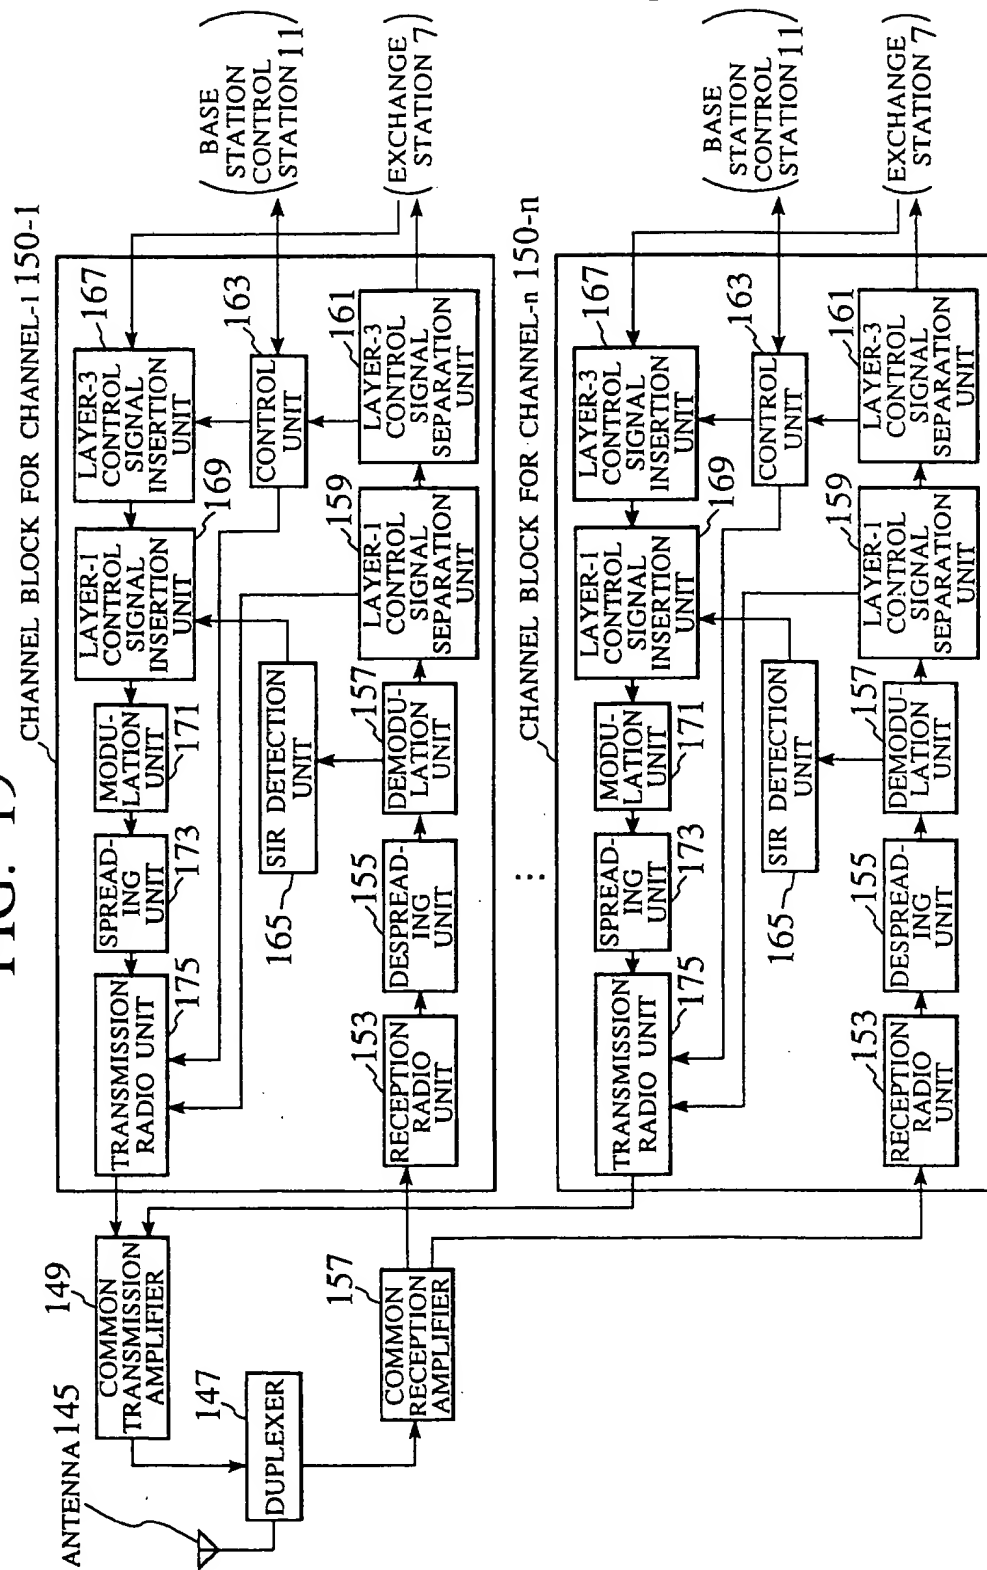 FIG. 19
ANTENNA 145
147
DUPLEXER
149
COMMON
TRANSMISSION
AMPLIFIER
157
COMMON
RECEPTION
AMPLIFIER
CHANNEL BLOCK FOR CHANNEL-1 150-1
TRANSMISSION
RADIO UNIT
175
SPREAD-
ING
UNIT
173
MODU-
LATION
UNIT
171
LAYER-1
CONTROL
SIGNAL
INSERTION
UNIT
169
LAYER-3
CONTROL
SIGNAL
INSERTION
UNIT
167
165
SIR DETECTION
UNIT
CONTROL
UNIT
163
153
RECEPTION
RADIO
UNIT
155
DESPREAD-
ING
UNIT
157
DEMODU-
LATION
UNIT
159
LAYER-1
CONTROL
SIGNAL
SEPARATION
UNIT
161
LAYER-3
CONTROL
SIGNAL
SEPARATION
UNIT
(BASE
STATION
CONTROL
STATION 11)
(EXCHANGE
STATION 7)
...
CHANNEL BLOCK FOR CHANNEL-n 150-n
TRANSMISSION
RADIO UNIT
175
SPREAD-
ING
UNIT
173
MODU-
LATION
UNIT
171
LAYER-1
CONTROL
SIGNAL
INSERTION
UNIT
169
LAYER-3
CONTROL
SIGNAL
INSERTION
UNIT
167
165
SIR DETECTION
UNIT
CONTROL
UNIT
163
153
RECEPTION
RADIO
UNIT
155
DESPREAD-
ING
UNIT
157
DEMODU-
LATION
UNIT
159
LAYER-1
CONTROL
SIGNAL
SEPARATION
UNIT
161
LAYER-3
CONTROL
SIGNAL
SEPARATION
UNIT
(BASE
STATION
CONTROL
STATION 11)
(EXCHANGE
STATION 7)